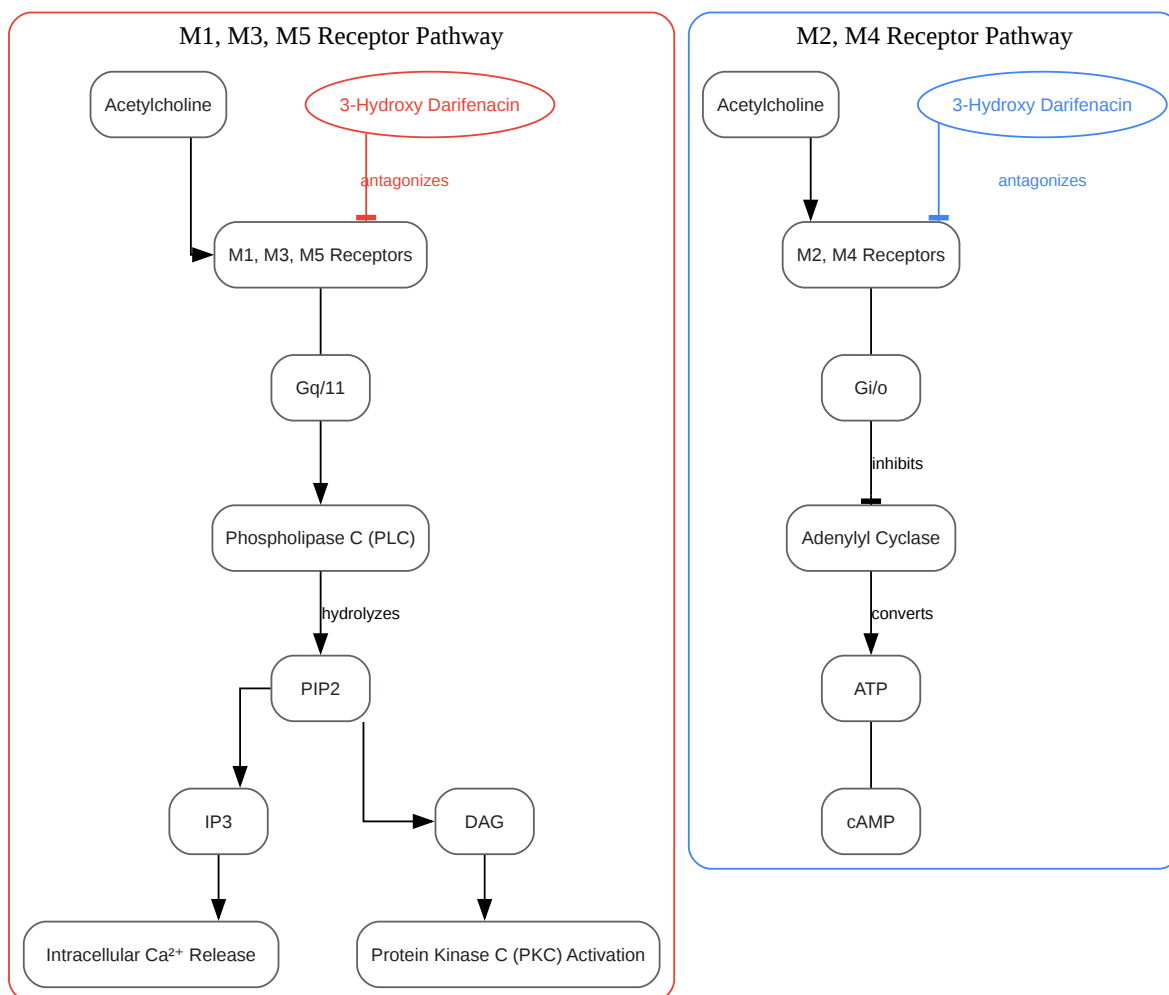 M1, M3, M5 Receptor Pathway
Acetylcholine
3-Hydroxy Darifenacin
antagonizes
M1, M3, M5 Receptors
Gq/11
Phospholipase C (PLC)
hydrolyzes
PIP2
IP3
DAG
Intracellular Ca²⁺ Release
Protein Kinase C (PKC) Activation
M2, M4 Receptor Pathway
Acetylcholine
3-Hydroxy Darifenacin
antagonizes
M2, M4 Receptors
Gi/o
inhibits
Adenylyl Cyclase
converts
ATP
cAMP